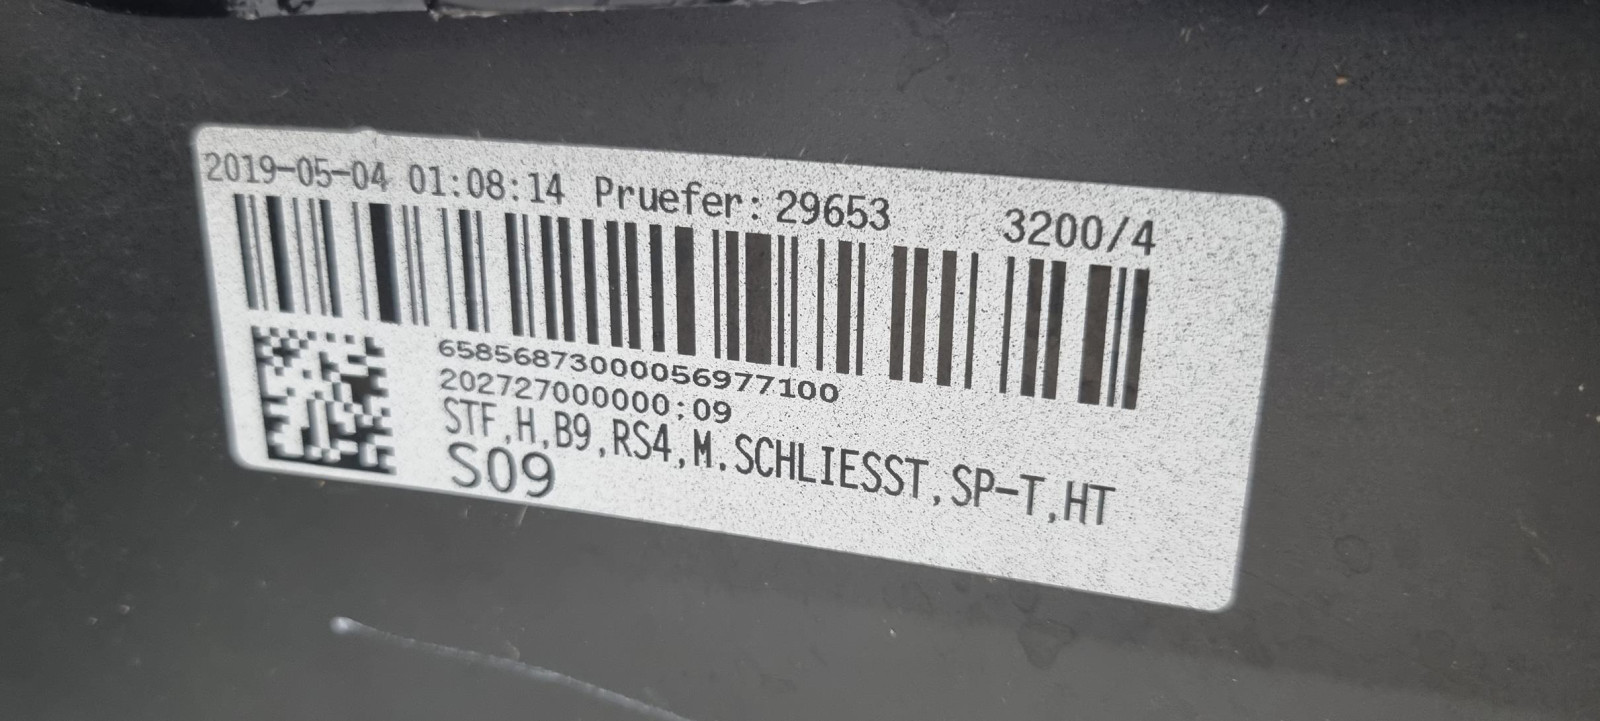 2019-05-04 01:08:14 Pruefer: 29653 3200/4
65856873000056977100
202727000000:09
STF,H,B9,RS4,M.SCHLIESST,SP-T,HT
S09